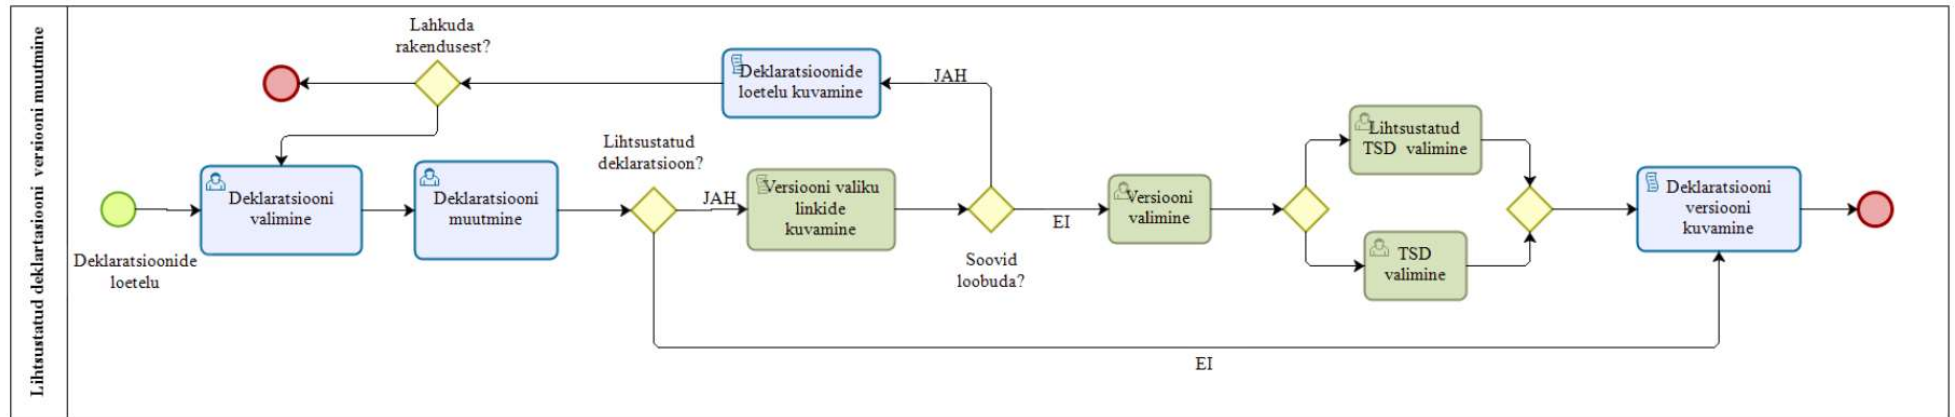 Lihtsustatud deklartasiooni versiooni muutmine
Lahkuda
rakendusest?
Deklaratsioonide
loetelu kuvamine
JAH
Lihtsustatud
deklaratsioon?
Lihtsustatud
TSD valimine
Deklaratsioonide
loetelu
Deklaratsiooni
valimine
Deklaratsiooni
muutmine
JAH
Versiooni valiku
linkide
kuvamine
Soovid
loobuda?
EI
Versiooni
valimine
TSD
valimine
Deklaratsiooni
versiooni
kuvamine
EI